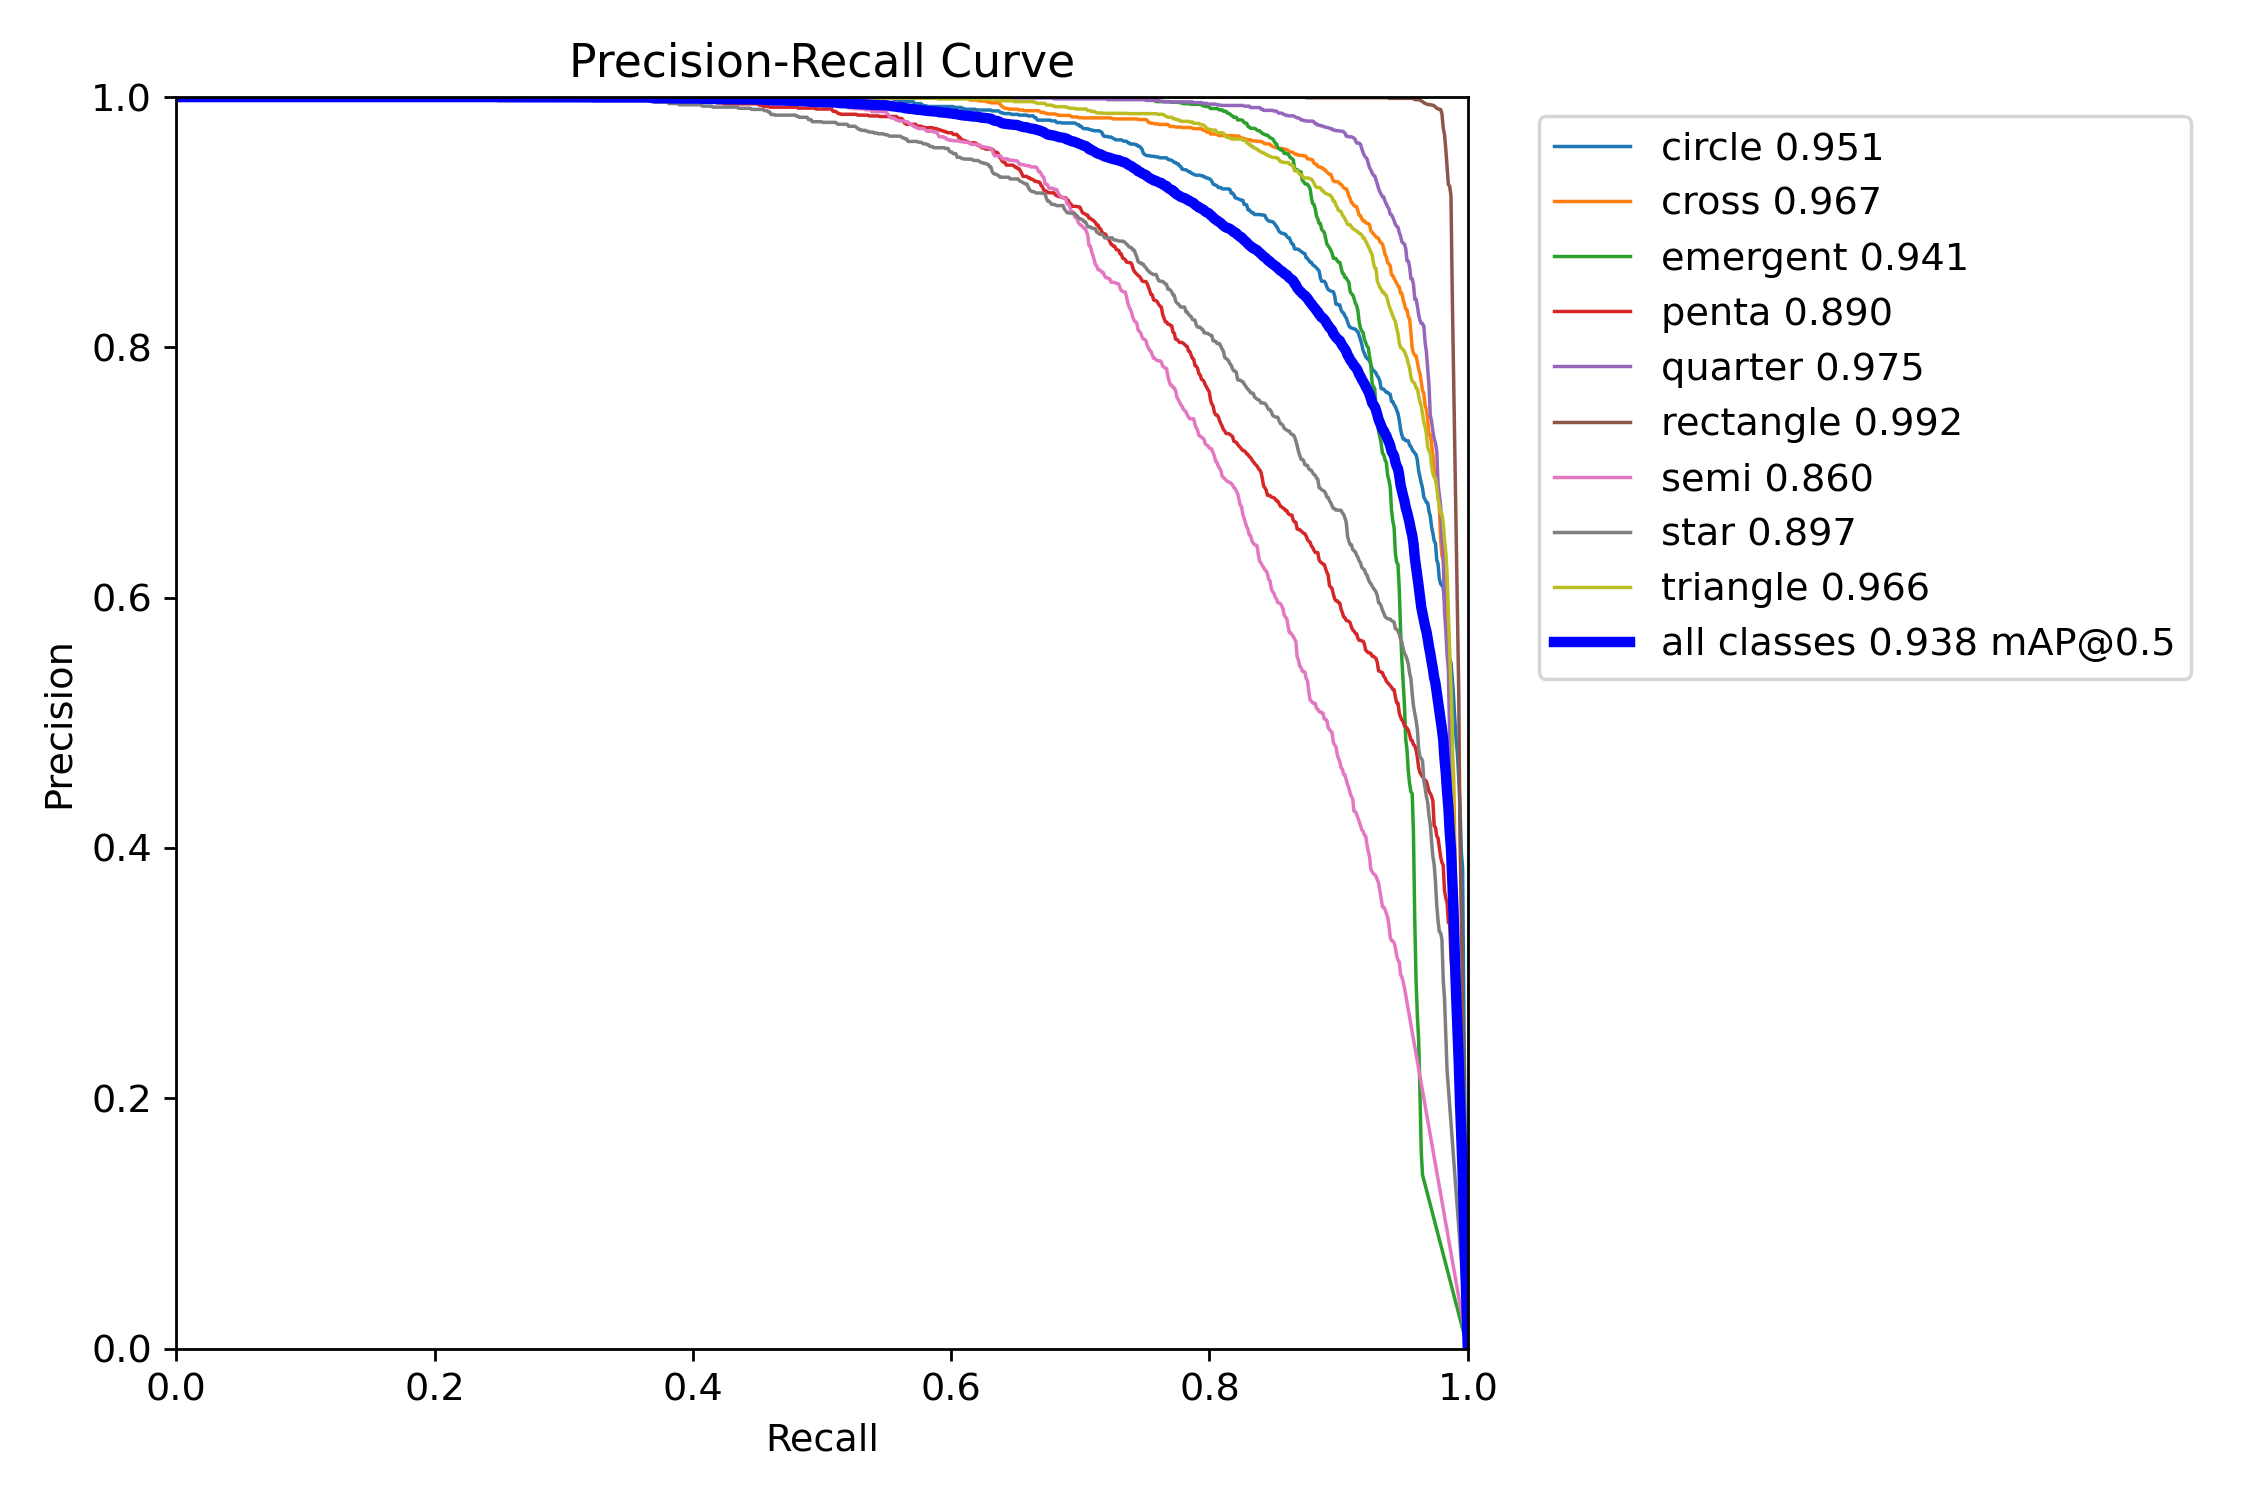 Precision-Recall Curve
1.0
0.8
0.6
0.4
0.2
0.0
Precision
0.0 0.2 0.4 0.6 0.8 1.0
Recall
circle 0.951
cross 0.967
emergent 0.941
penta 0.890
quarter 0.975
rectangle 0.992
semi 0.860
star 0.897
triangle 0.966
all classes 0.938 mAP@0.5